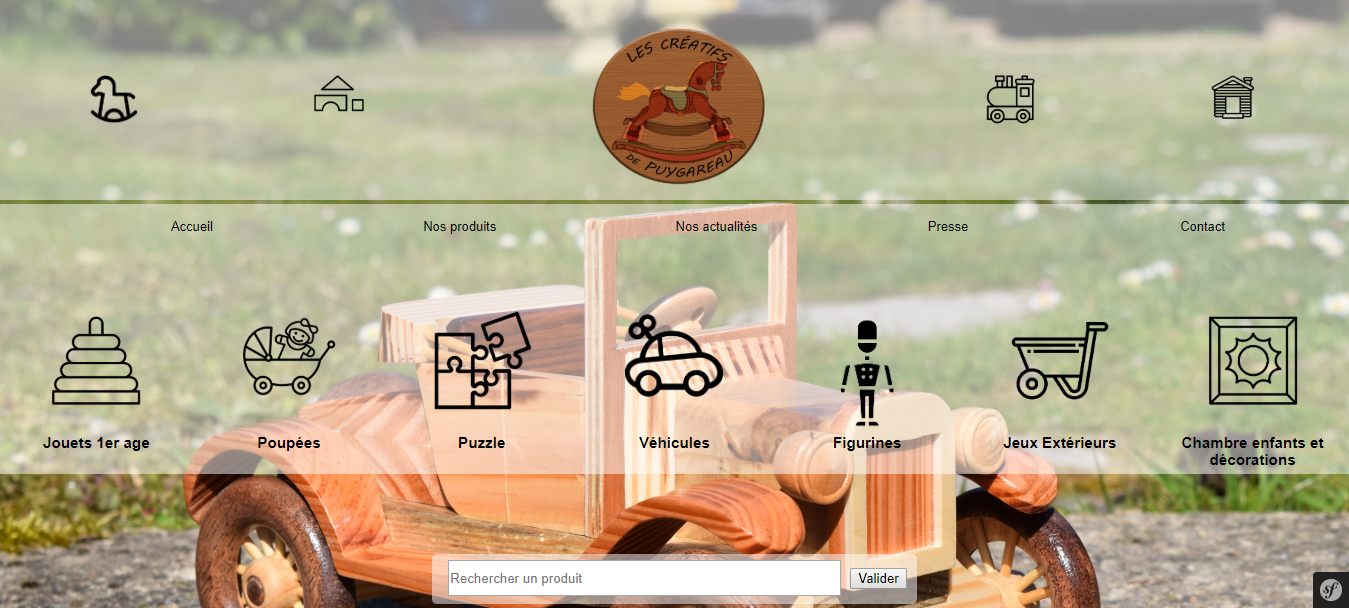 LES CRÉATIFS
DE PUYGAREAU
Accueil
Nos produits
Nos actualités
Presse
Contact
Jouets 1er age
Poupées
Puzzle
Véhicules
Figurines
Jeux Extérieurs
Chambre enfants et
décorations
Rechercher un produit
Valider
sf